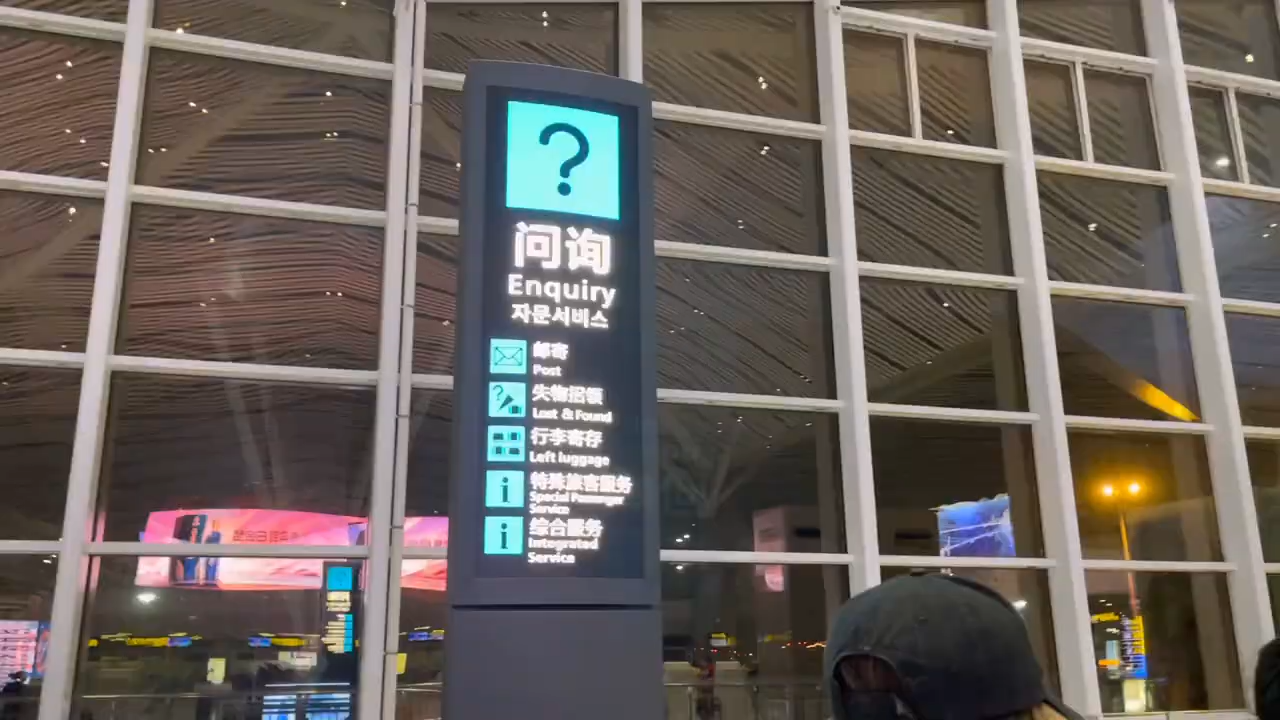 ?
问询
Enquiry
자문서비스
邮寄
Post
失物招领
Lost & Found
行李寄存
Left luggage
特殊旅客服务
Special Passenger
Service
综合服务
Integrated
Service